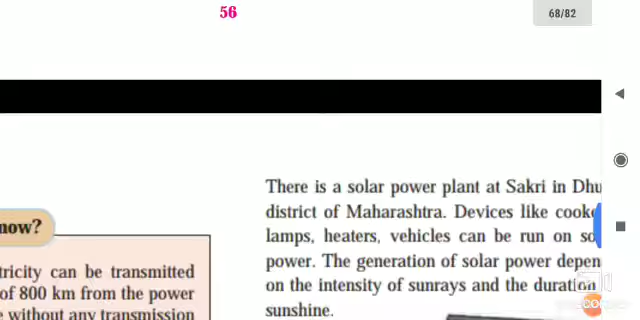 56
68/82
now?
tricity can be transmitted
of 800 km from the power
without any transmission
There is a solar power plant at Sakri in Dhu
district of Maharashtra. Devices like cooke
lamps, heaters, vehicles can be run on so
power. The generation of solar power depen
on the intensity of sunrays and the duration
sunshine.